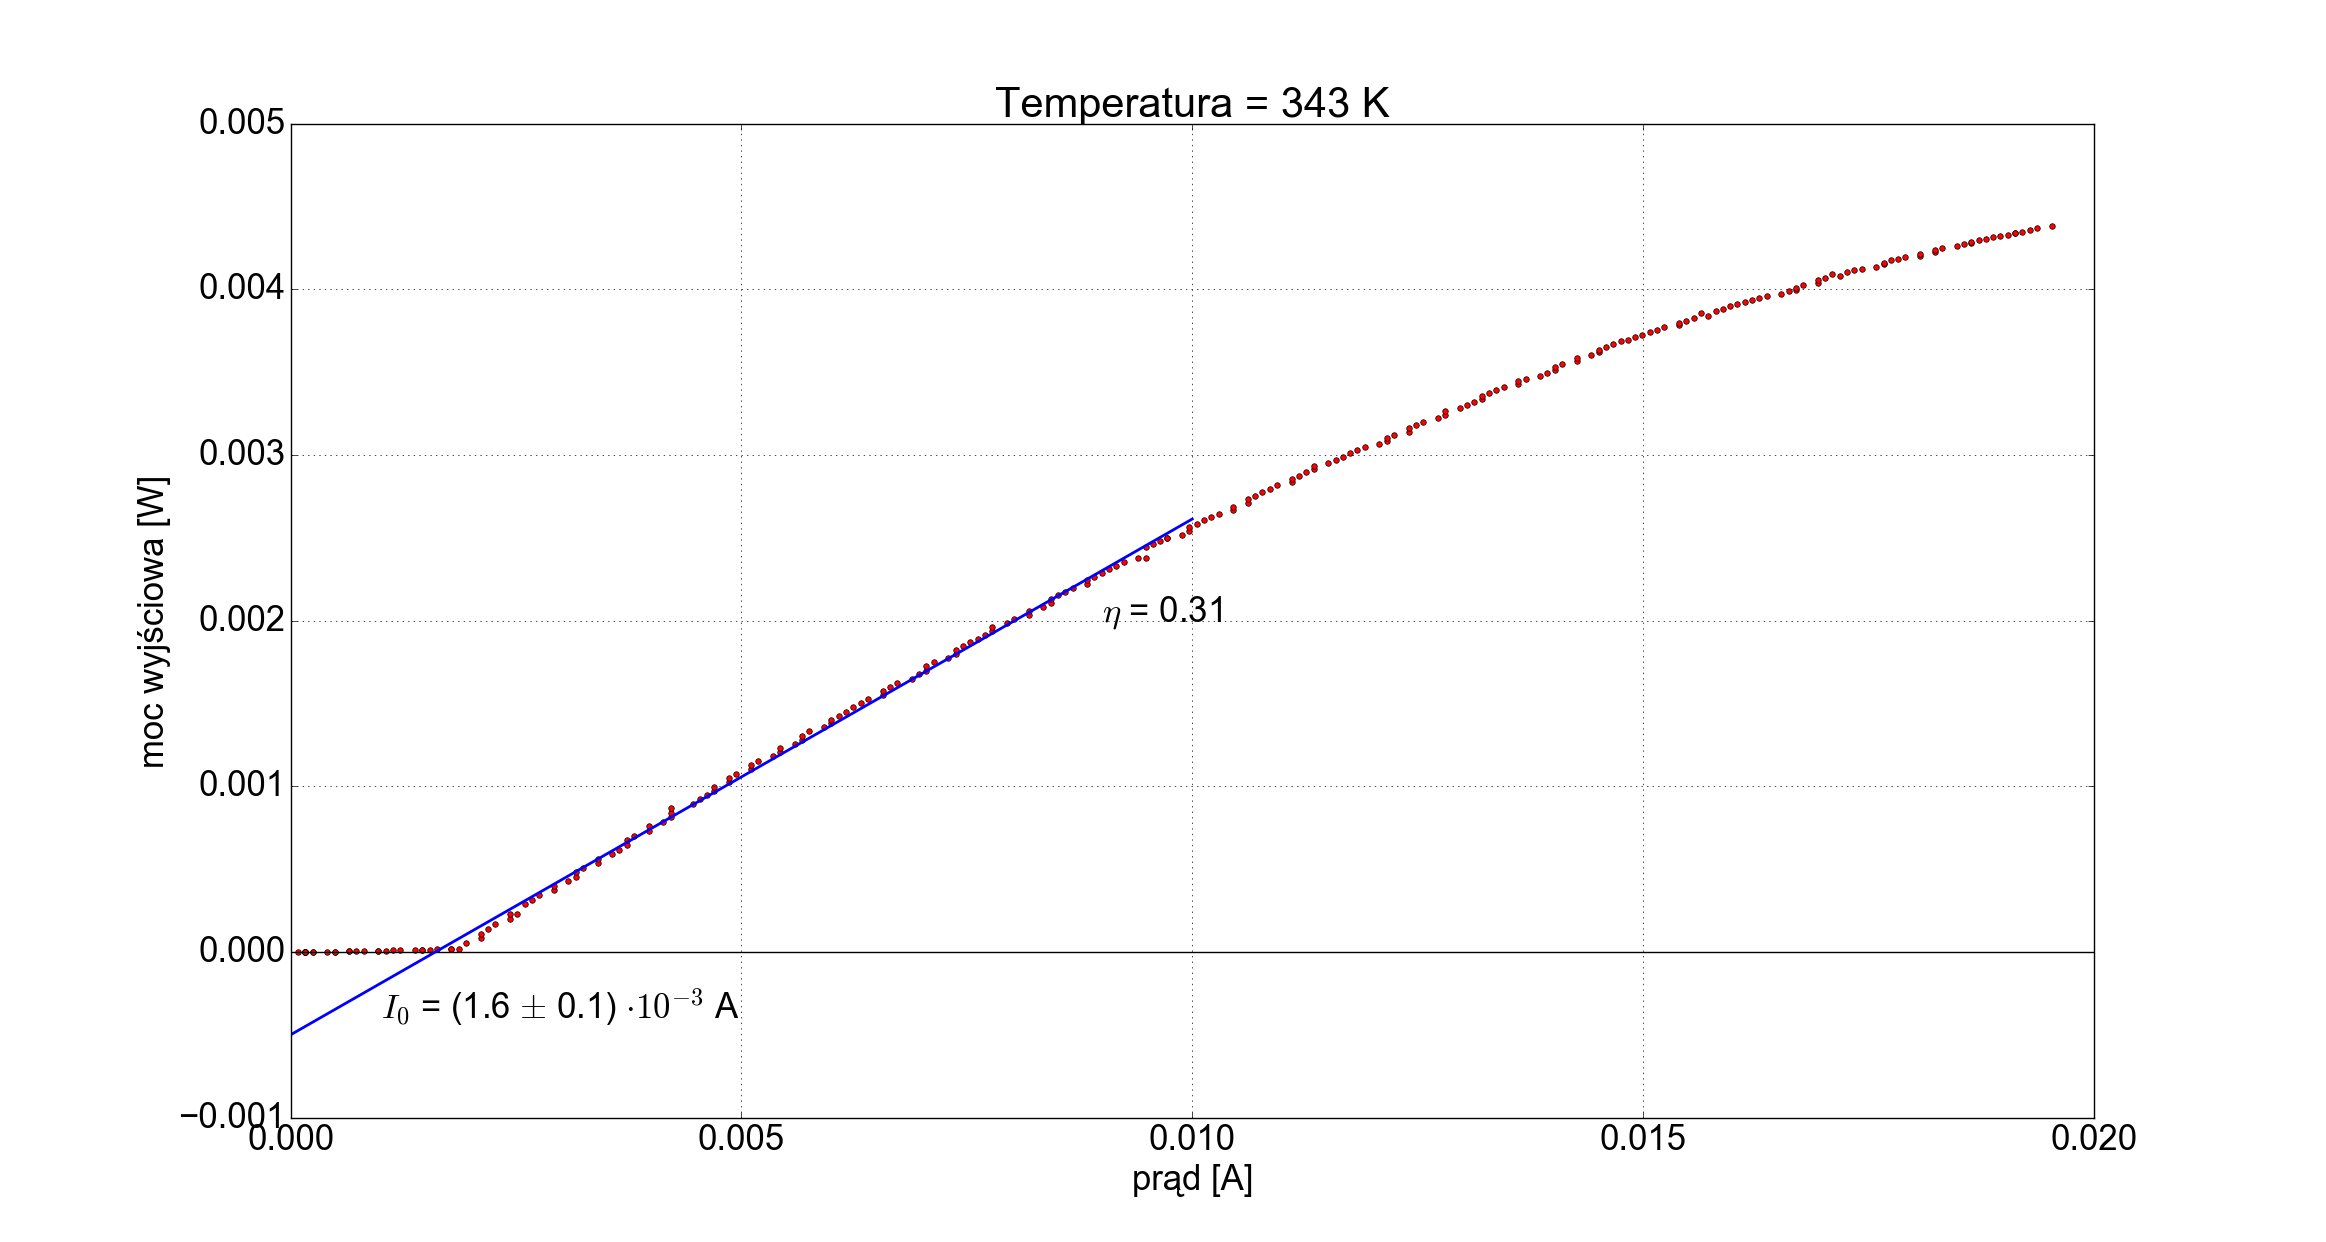 Temperatura = 343 K
0.005
0.004
0.003
0.002
0.001
0.000
−0.001
moc wyjściowa [W]
η = 0.31
I₀ = (1.6 ± 0.1) ·10⁻³ A
0.000 0.005 0.010 0.015 0.020
prąd [A]